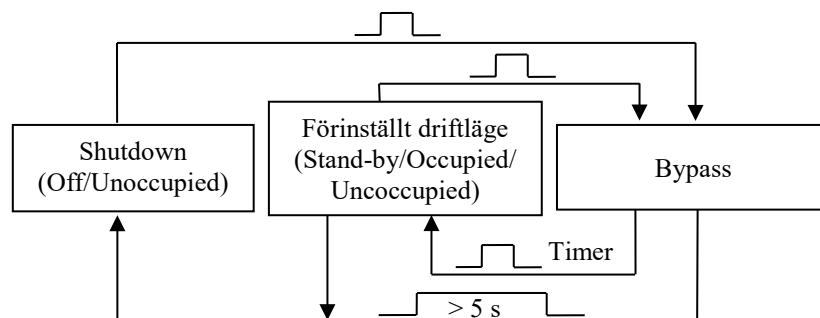 Shutdown
(Off/Unoccupied)
Förinställt driftläge
(Stand-by/Occupied/
Uncoccupied)
Bypass
Timer
> 5 s